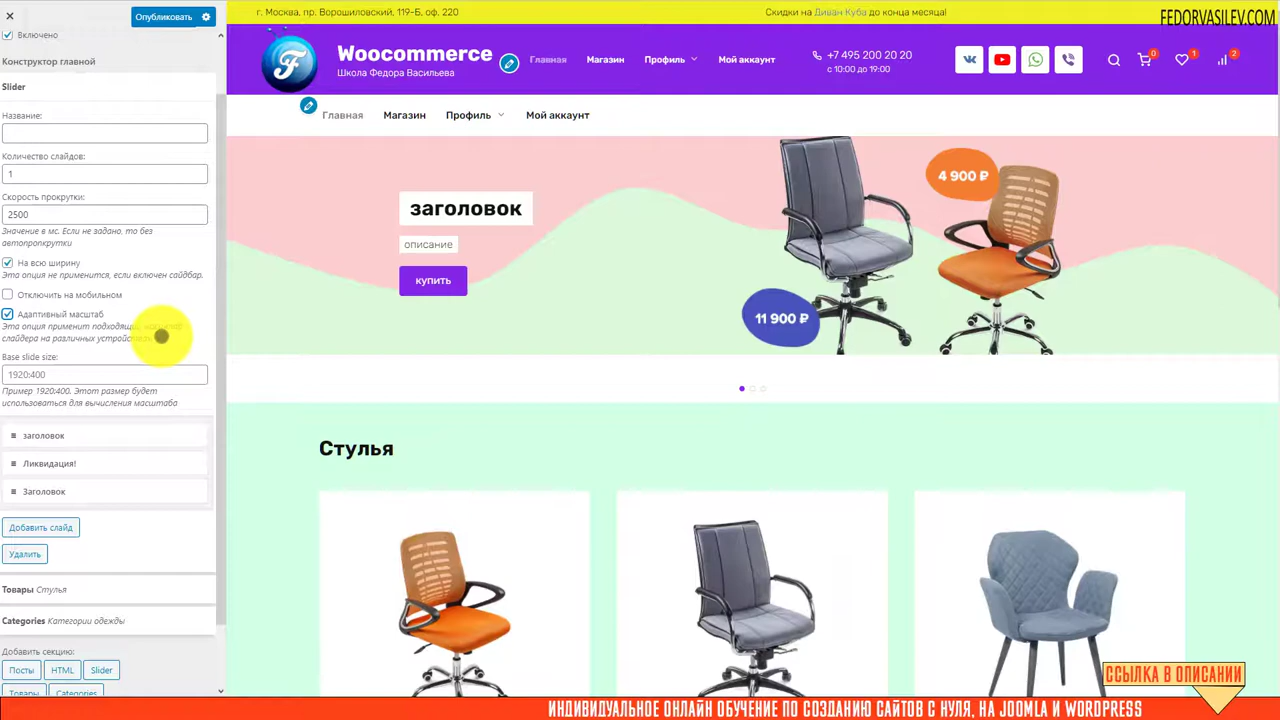 Опубликовать
г. Москва, пр. Ворошиловский, 119-Б, оф. 220
Скидки на Диван Куба до конца месяца!
FEDORVASILEV.COM
Включено
Конструктор главной
Slider
Название:
Количество слайдов:
1
Скорость прокрутки:
2500
Значение в мс. Если не задано, то без
автопрокрутки
На всю ширину
Эта опция не применится, если включен сайдбар.
Отключить на мобильном
Адаптивный масштаб
Эта опция применит подходящий
слайдера на различных устройств
Base slide size:
1920:400
Пример 1920:400. Этот размер будет
использоваться для вычисления масштаба
заголовок
Ликвидация!
Заголовок
Добавить слайд
Удалить
Товары Стулья
Categories Категории одежды
Добавить секцию:
Посты
HTML
Slider
Товары
Categories
Woocommerce
Школа Федора Васильева
Главная
Магазин
Профиль
Мой аккаунт
+7 495 200 20 20
с 10:00 до 19:00
0
1
2
Главная
Магазин
Профиль
Мой аккаунт
заголовок
описание
купить
4 900 ₽
11 900 ₽
Стулья
ССЫЛКА В ОПИСАНИИ
ИНДИВИДУАЛЬНОЕ ОНЛАЙН ОБУЧЕНИЕ ПО СОЗДАНИЮ САЙТОВ С НУЛЯ, НА JOOMLA И WORDPRESS